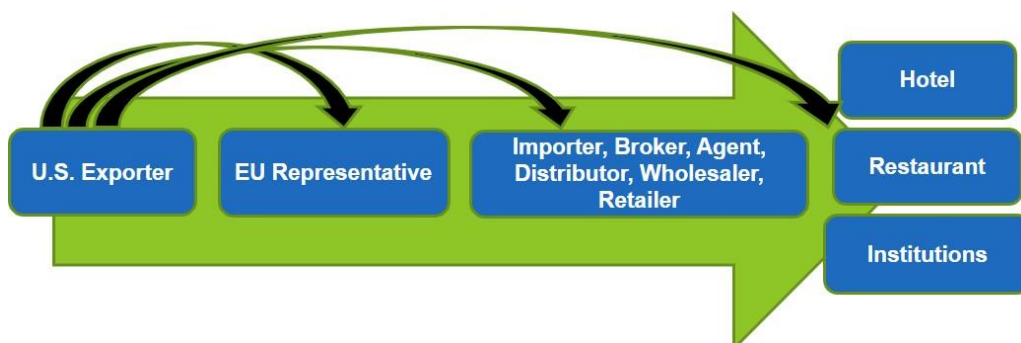 Hotel
U.S. Exporter
EU Representative
Importer, Broker, Agent,
Distributor, Wholesaler,
Retailer
Restaurant
Institutions